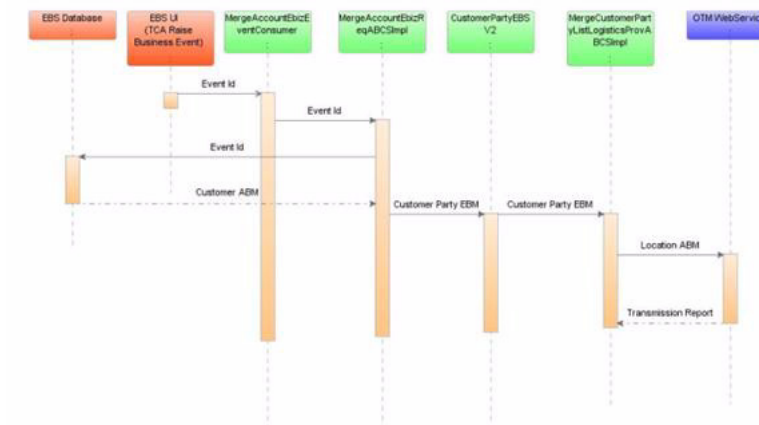 EBS Database
EBS UI
(TCA Raise
Business Event)
MergeAccountEbizE
ventConsumer
MergeAccountEbizR
eqABCSImpl
CustomerPartyEBS
V2
MergeCustomerPart
yListLogisticsProvA
BCSImpl
OTM WebServic
Event Id
Event Id
Event Id
Customer ABM
Customer Party EBM
Customer Party EBM
Location ABM
Transmission Report